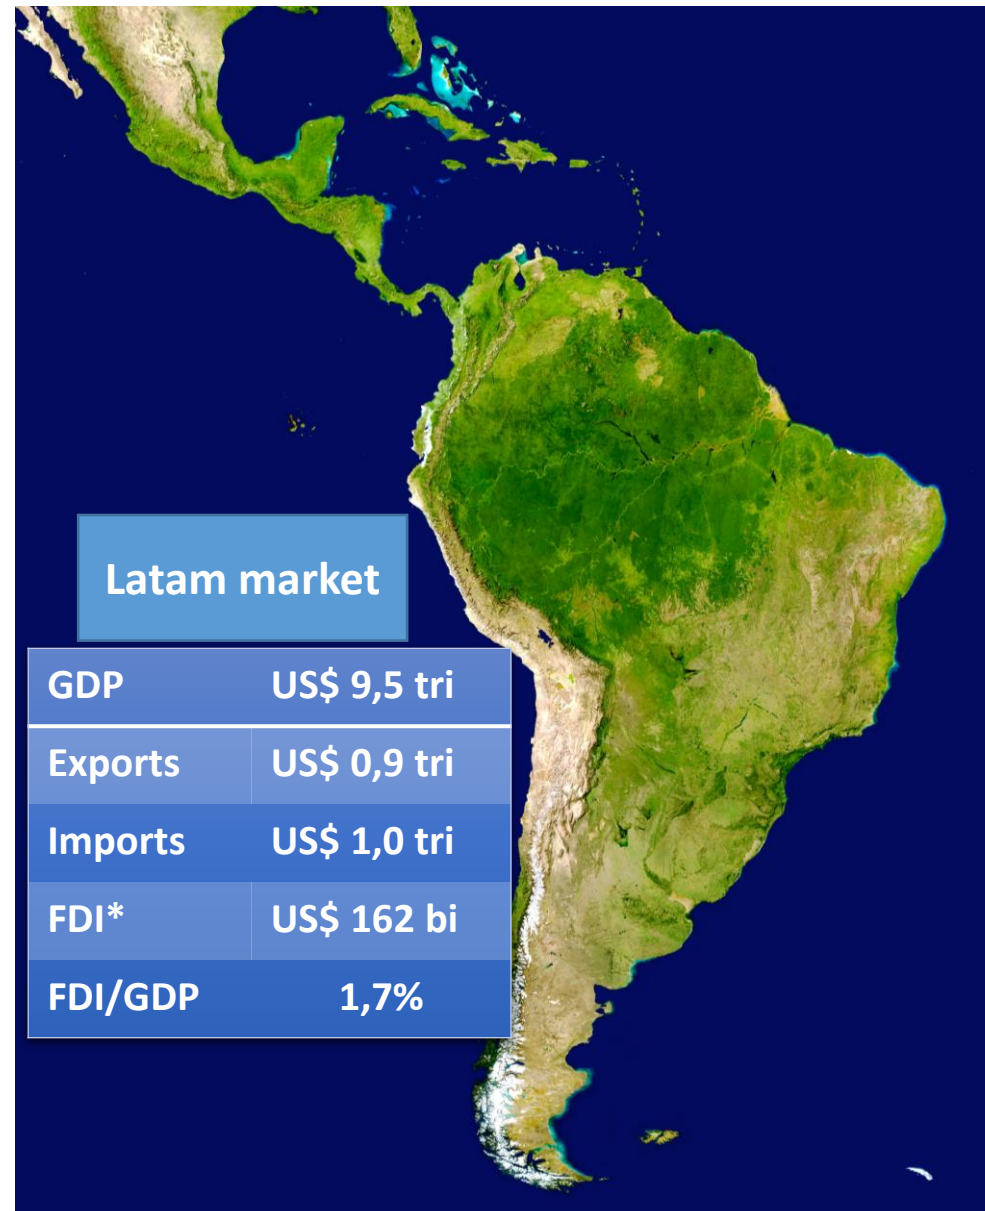 Latam market
GDP US$ 9,5 tri
Exports US$ 0,9 tri
Imports US$ 1,0 tri
FDI* US$ 162 bi
FDI/GDP 1,7%